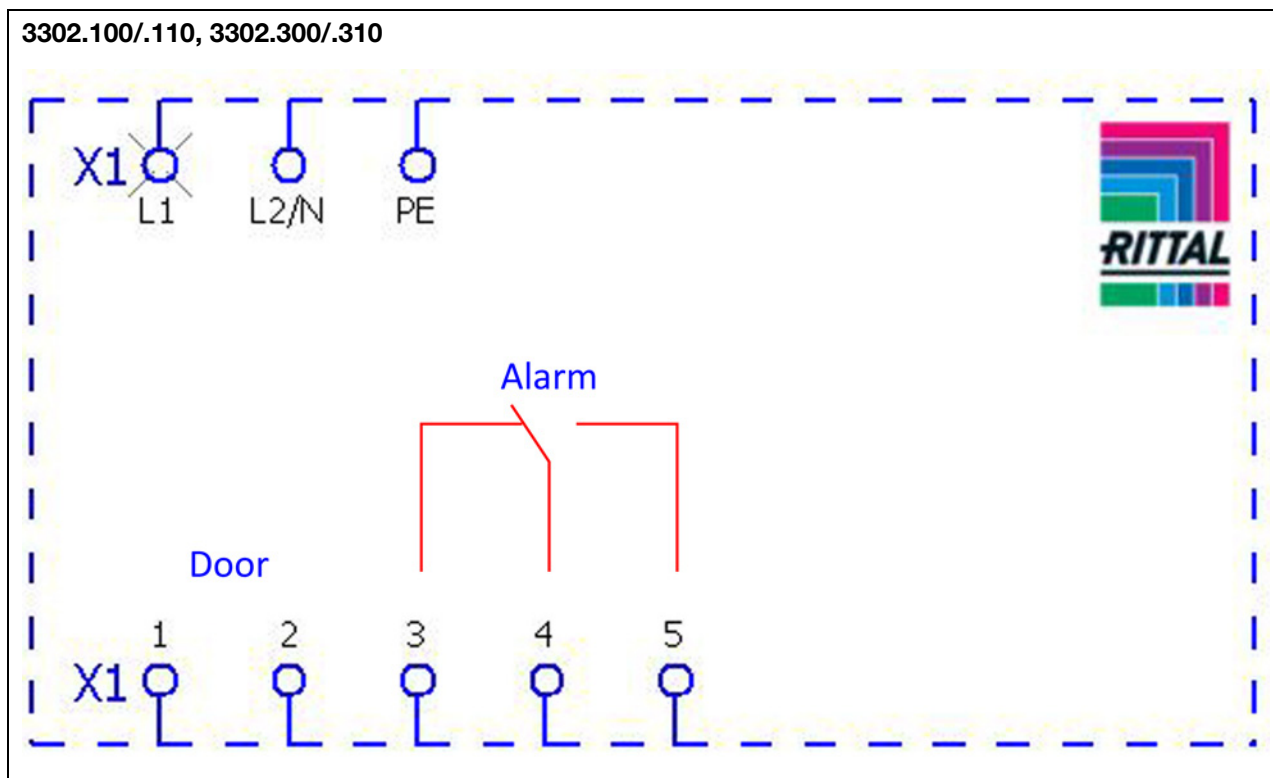 3302.100/.110, 3302.300/.310
X1
L1 L2/N PE
RITTAL
Alarm
Door
1 2 3 4 5
X1